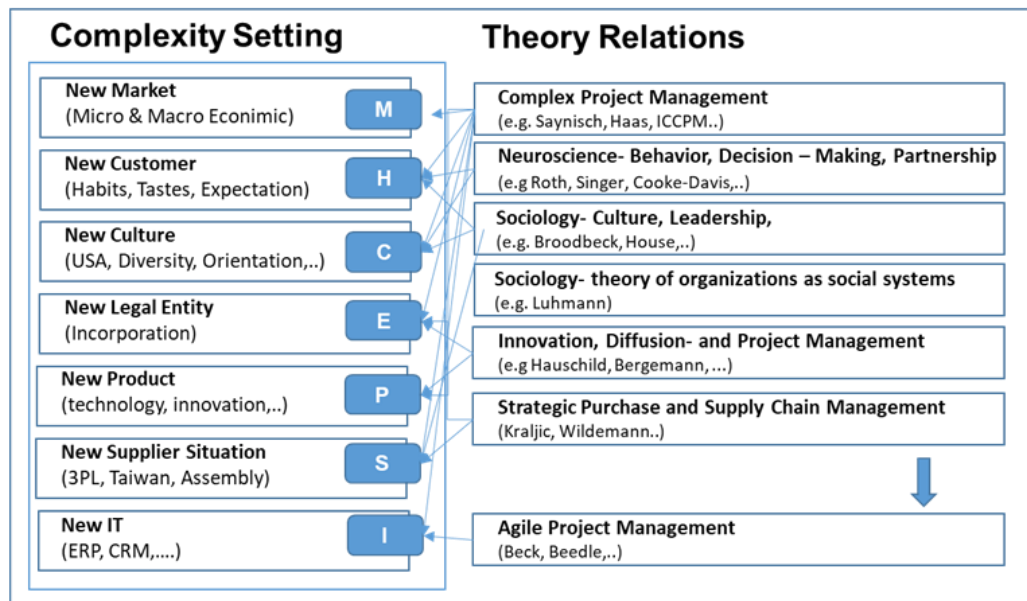 Complexity Setting
Theory Relations
New Market
(Micro & Macro Econimic)
M
New Customer
(Habits, Tastes, Expectation)
H
New Culture
(USA, Diversity, Orientation,..)
C
New Legal Entity
(Incorporation)
E
New Product
(technology, innovation,..)
P
New Supplier Situation
(3PL, Taiwan, Assembly)
S
New IT
(ERP, CRM,....)
I
Complex Project Management
(e.g. Saynisch, Haas, ICCPM..)
Neuroscience- Behavior, Decision – Making, Partnership
(e.g Roth, Singer, Cooke-Davis,..)
Sociology- Culture, Leadership,
(e.g. Broodbeck, House,..)
Sociology- theory of organizations as social systems
(e.g. Luhmann)
Innovation, Diffusion- and Project Management
(e.g Hauschild, Bergemann, ...)
Strategic Purchase and Supply Chain Management
(Kraljic, Wildemann..)
Agile Project Management
(Beck, Beedle,..)